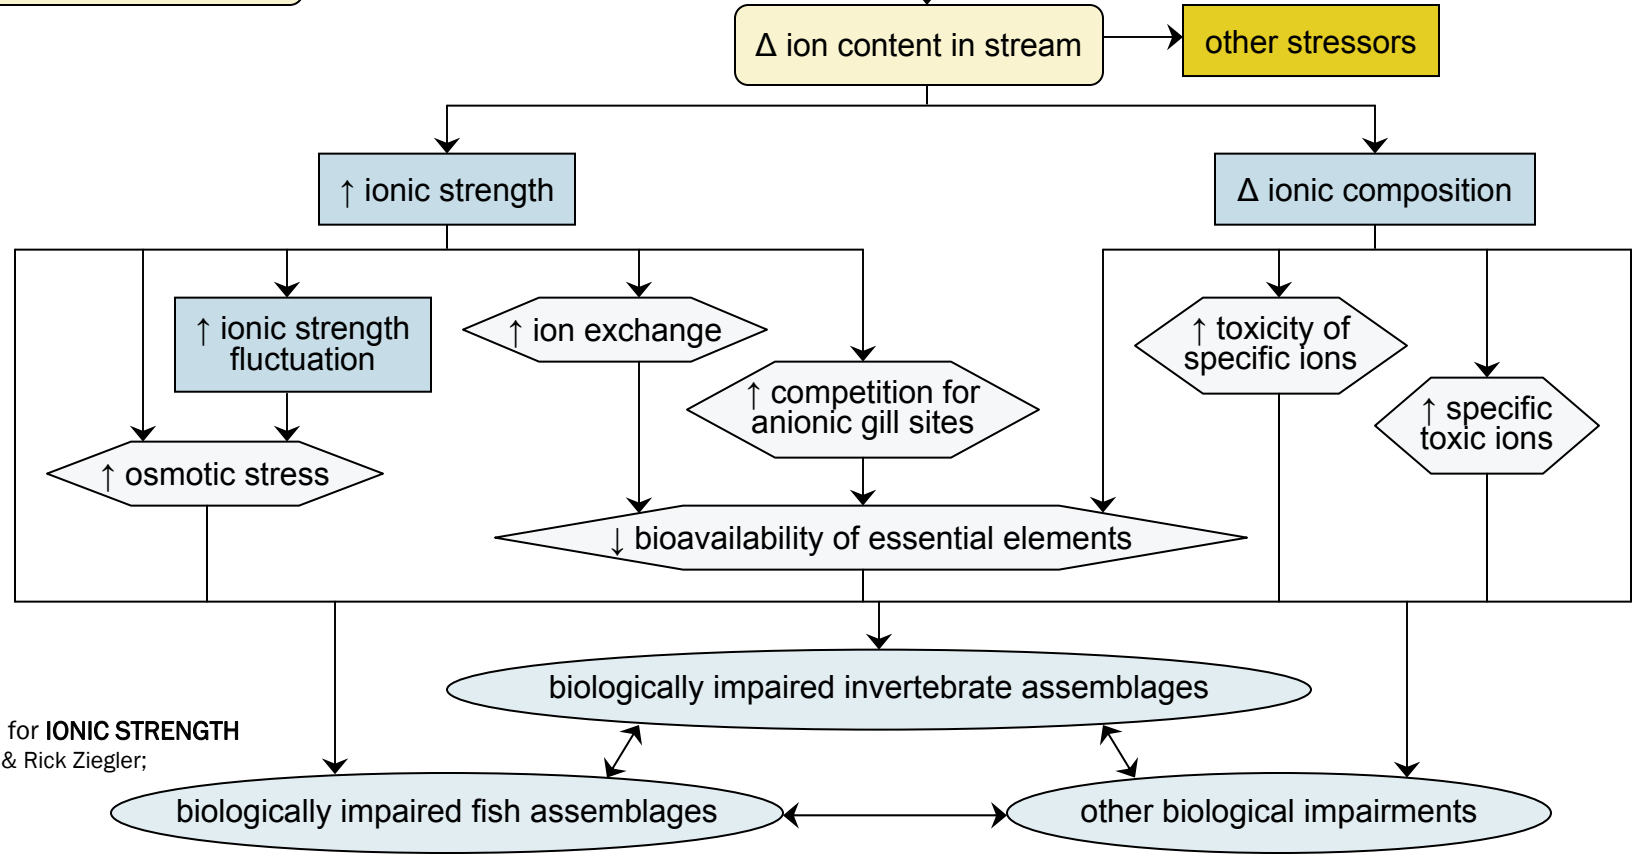 Δ ion content in stream
other stressors
↑ ionic strength
Δ ionic composition
↑ ionic strength
fluctuation
↑ ion exchange
↑ toxicity of
specific ions
↑ competition for
anionic gill sites
↑ specific
toxic ions
↑ osmotic stress
↓ bioavailability of essential elements
biologically impaired invertebrate assemblages
for IONIC STRENGTH
& Rick Ziegler;
biologically impaired fish assemblages
other biological impairments